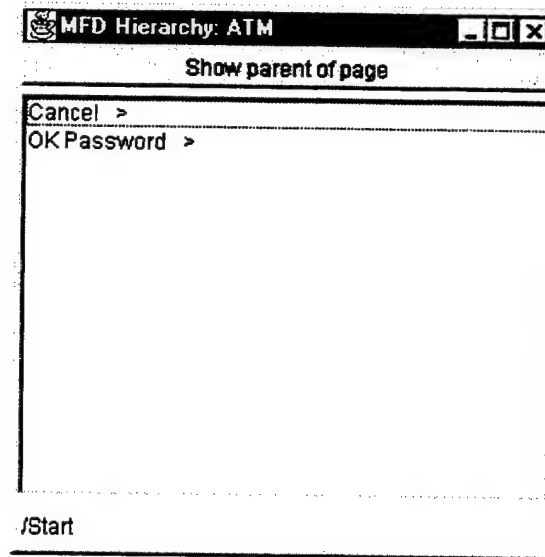 MFD Hierarchy: ATM
Show parent of page
Cancel >
OK Password >
/Start